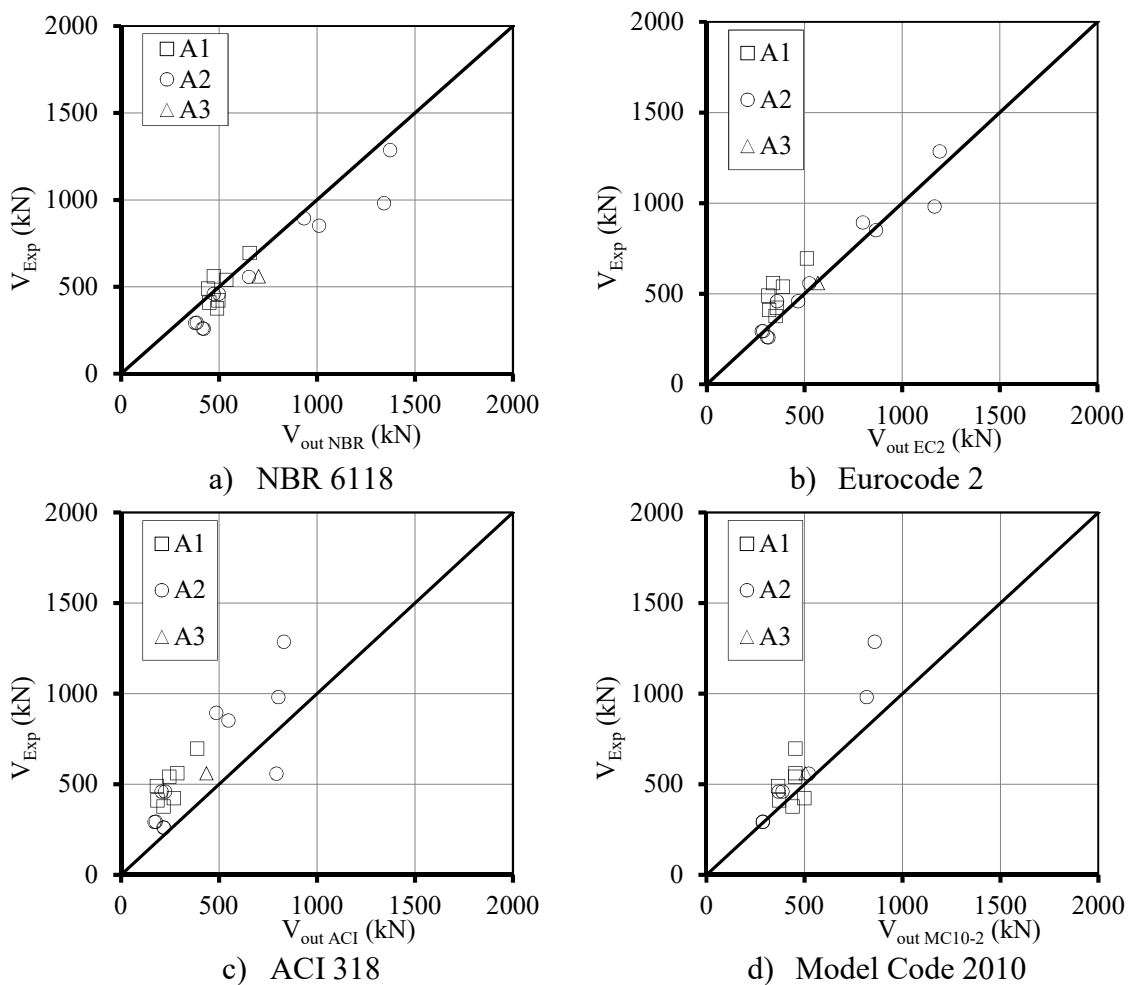 2000
1500
1000
500
0
V_Exp (kN)
A1
A2
A3
0 500 1000 1500 2000
V_out NBR (kN)
a) NBR 6118
2000
1500
1000
500
0
V_Exp (kN)
A1
A2
A3
0 500 1000 1500 2000
V_out EC2 (kN)
b) Eurocode 2
2000
1500
1000
500
0
V_Exp (kN)
A1
A2
A3
0 500 1000 1500 2000
V_out ACI (kN)
c) ACI 318
2000
1500
1000
500
0
V_Exp (kN)
A1
A2
A3
0 500 1000 1500 2000
V_out MC10-2 (kN)
d) Model Code 2010